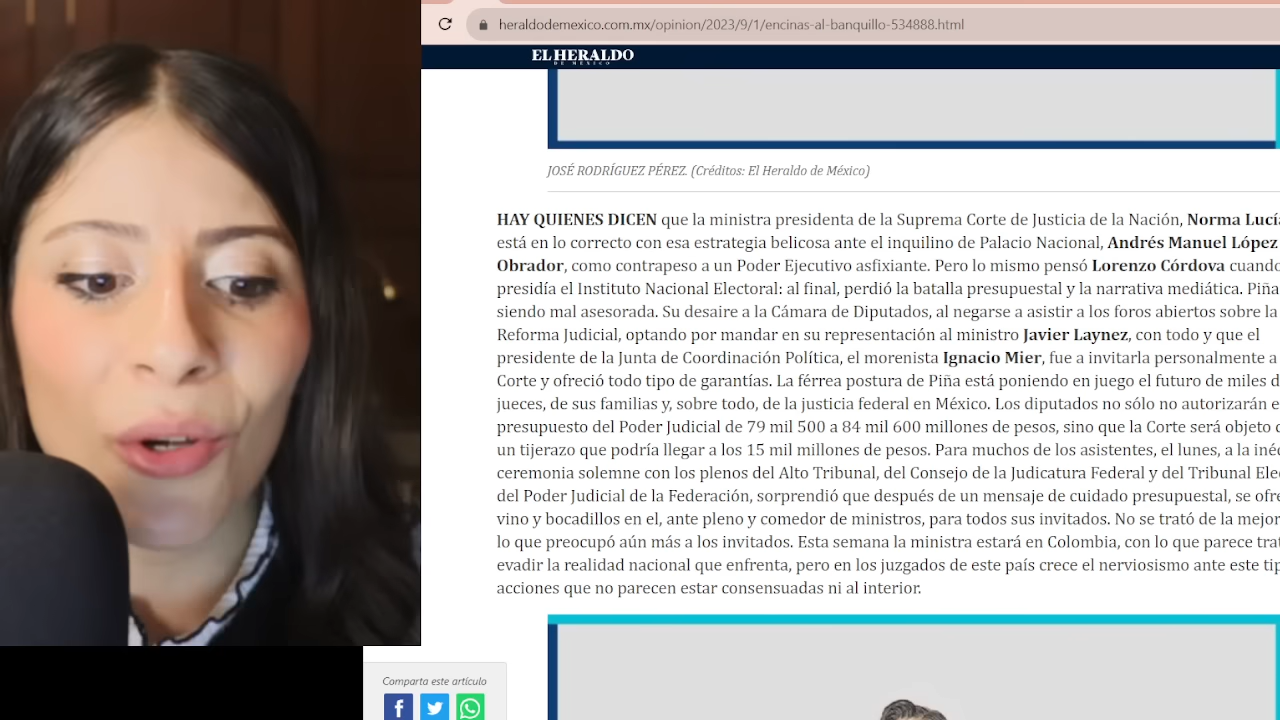 heraldodemexico.com.mx/opinion/2023/9/1/encinas-al-banquillo-534888.html
EL HERALDO
DE MÉXICO
JOSÉ RODRÍGUEZ PÉREZ. (Créditos: El Heraldo de México)
HAY QUIENES DICEN que la ministra presidenta de la Suprema Corte de Justicia de la Nación, Norma Lucía
está en lo correcto con esa estrategia belicosa ante el inquilino de Palacio Nacional, Andrés Manuel López
Obrador, como contrapeso a un Poder Ejecutivo asfixiante. Pero lo mismo pensó Lorenzo Córdova cuando
presidía el Instituto Nacional Electoral: al final, perdió la batalla presupuestal y la narrativa mediática. Piña
siendo mal asesorada. Su desaire a la Cámara de Diputados, al negarse a asistir a los foros abiertos sobre la
Reforma Judicial, optando por mandar en su representación al ministro Javier Laynez, con todo y que el
presidente de la Junta de Coordinación Política, el morenista Ignacio Mier, fue a invitarla personalmente a
Corte y ofreció todo tipo de garantías. La férrea postura de Piña está poniendo en juego el futuro de miles d
jueces, de sus familias y, sobre todo, de la justicia federal en México. Los diputados no sólo no autorizarán e
presupuesto del Poder Judicial de 79 mil 500 a 84 mil 600 millones de pesos, sino que la Corte será objeto d
un tijerazo que podría llegar a los 15 mil millones de pesos. Para muchos de los asistentes, el lunes, a la iné
ceremonia solemne con los plenos del Alto Tribunal, del Consejo de la Judicatura Federal y del Tribunal Ele
del Poder Judicial de la Federación, sorprendió que después de un mensaje de cuidado presupuestal, se ofre
vino y bocadillos en el, ante pleno y comedor de ministros, para todos sus invitados. No se trató de la mejor
lo que preocupó aún más a los invitados. Esta semana la ministra estará en Colombia, con lo que parece trat
evadir la realidad nacional que enfrenta, pero en los juzgados de este país crece el nerviosismo ante este tip
acciones que no parecen estar consensuadas ni al interior.
Comparta este artículo